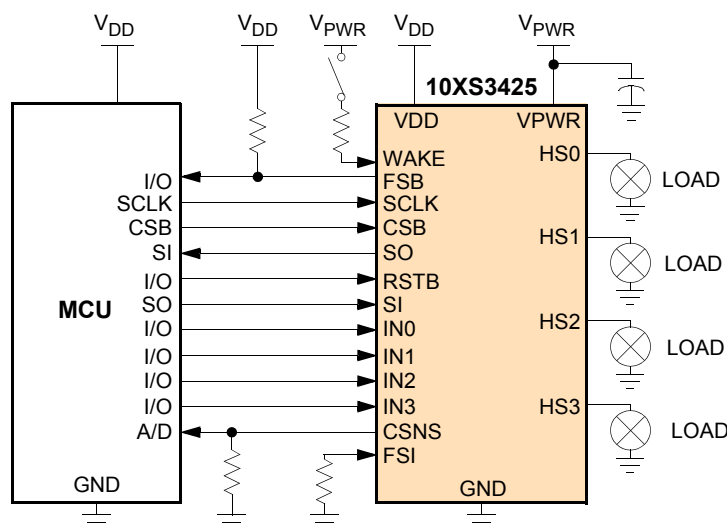 VDD VDD VPWR VDD VPWR
10XS3425
VDD VPWR
WAKE HS0
LOAD
I/O FSB
SCLK SCLK
CSB CSB HS1
SI SO
LOAD
I/O RSTB
MCU SO SI
I/O IN0 HS2
LOAD
I/O IN1
I/O IN2
I/O IN3 HS3
A/D CSNS LOAD
FSI
GND GND